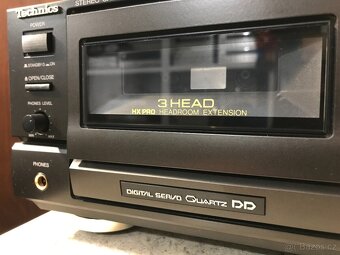 Technics
STEREO
POWER
STANDBY
ON
OPEN/CLOSE
PHONES LEVEL
3 HEAD
HX PRO HEADROOM EXTENSION
PHONES
DIGITAL SERVO QUARTZ DD